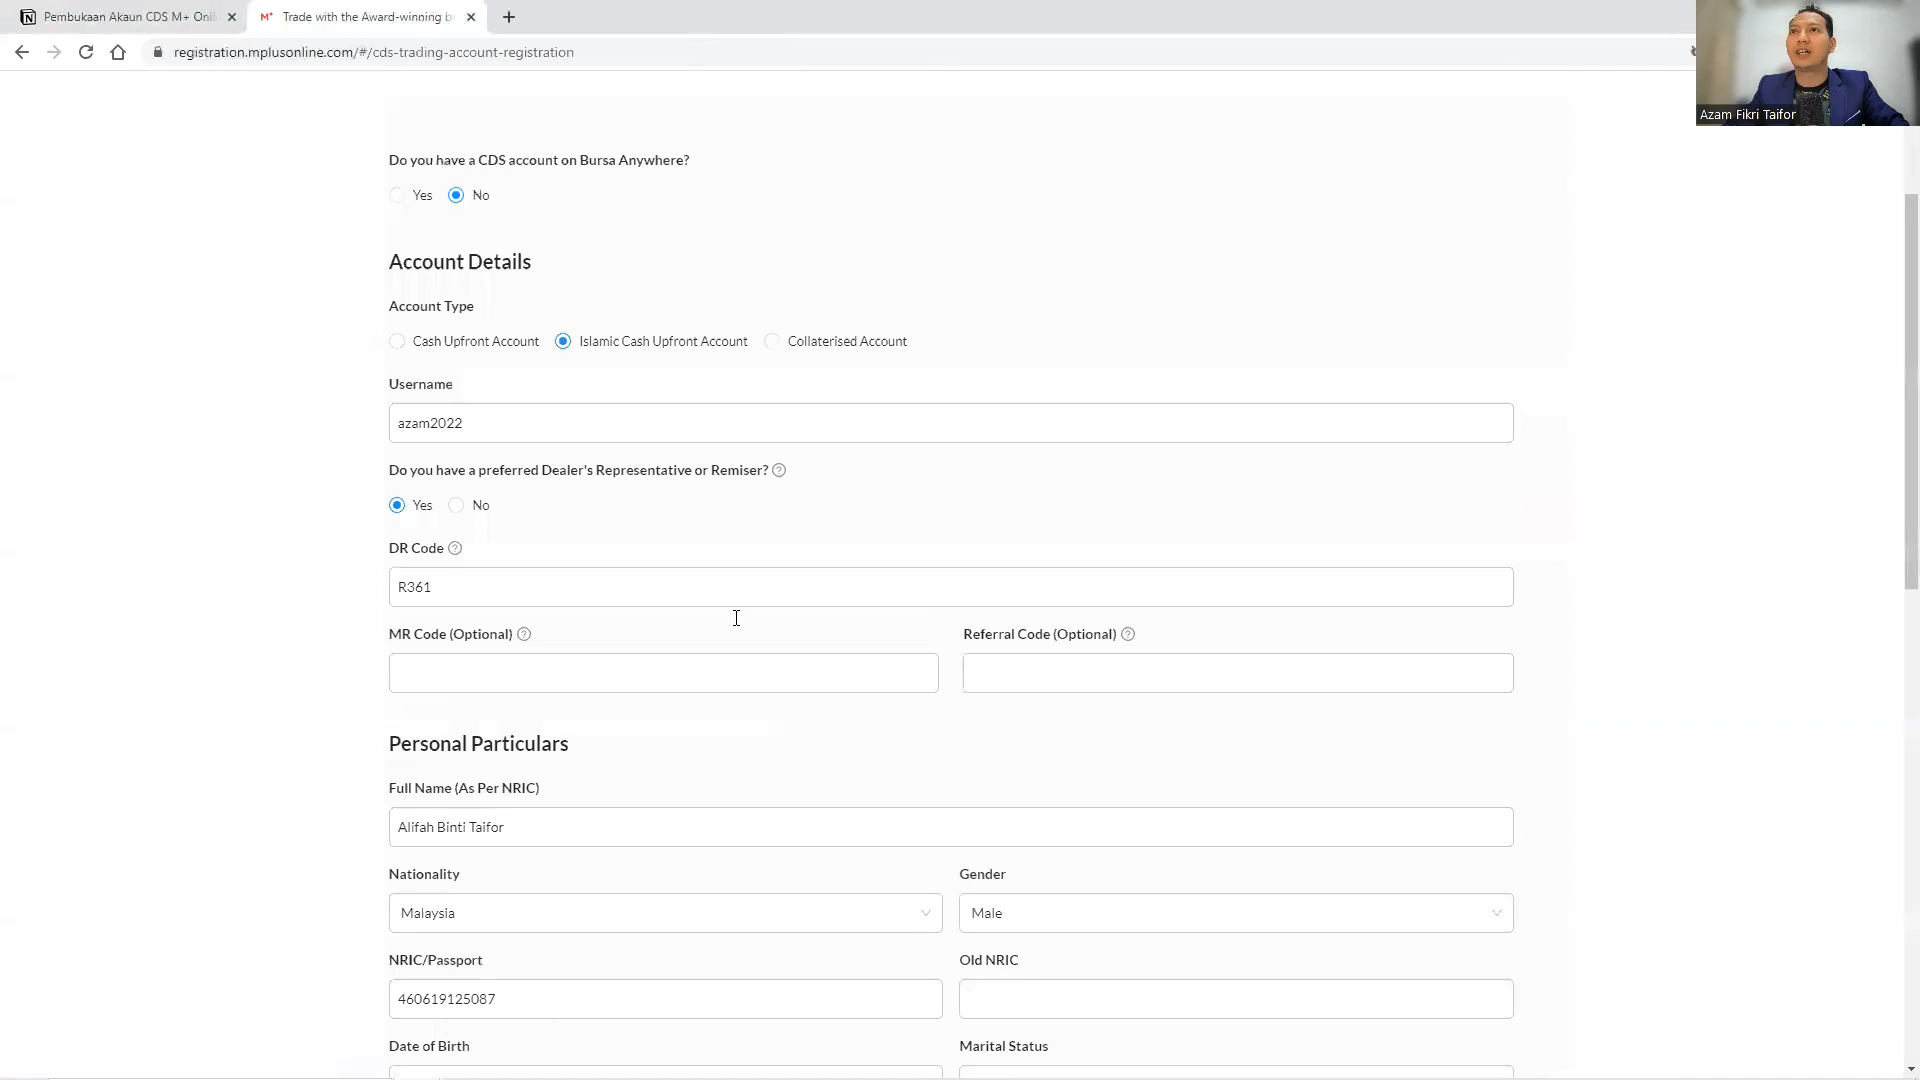 Pembukaan Akaun CDS M+ Onli
Trade with the Award-winning b
registration.mplusonline.com/#/cds-trading-account-registration
Azam Fikri Taifor
Do you have a CDS account on Bursa Anywhere?
Yes No
Account Details
Account Type
Cash Upfront Account Islamic Cash Upfront Account Collaterised Account
Username
azam2022
Do you have a preferred Dealer's Representative or Remiser?
Yes No
DR Code
R361
MR Code (Optional) Referral Code (Optional)
Personal Particulars
Full Name (As Per NRIC)
Alifah Binti Taifor
Nationality Gender
Malaysia Male
NRIC/Passport Old NRIC
460619125087
Date of Birth Marital Status